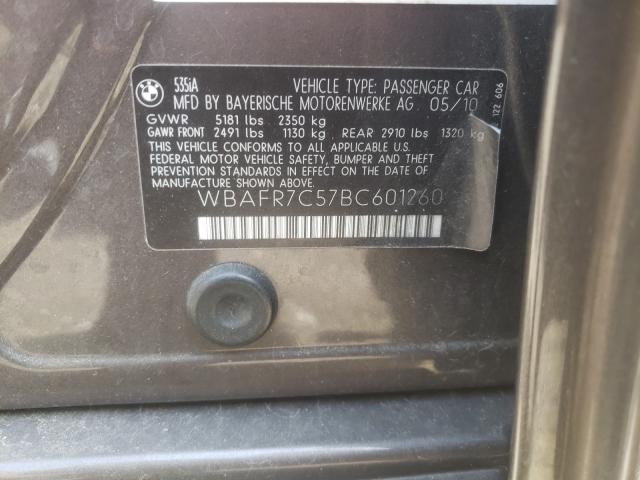 535iA VEHICLE TYPE: PASSENGER CAR
MFD BY BAYERISCHE MOTORENWERKE AG 05/10
GVWR 5181 lbs 2350 kg
GAWR FRONT 2491 lbs 1130 kg REAR 2910 lbs 1320 kg
THIS VEHICLE CONFORMS TO ALL APPLICABLE U.S.
FEDERAL MOTOR VEHICLE SAFETY, BUMPER AND THEFT
PREVENTION STANDARDS IN EFFECT ON THE DATE OF
MANUFACTURE SHOWN ABOVE.
WBAFR7C57BC601260
122 606